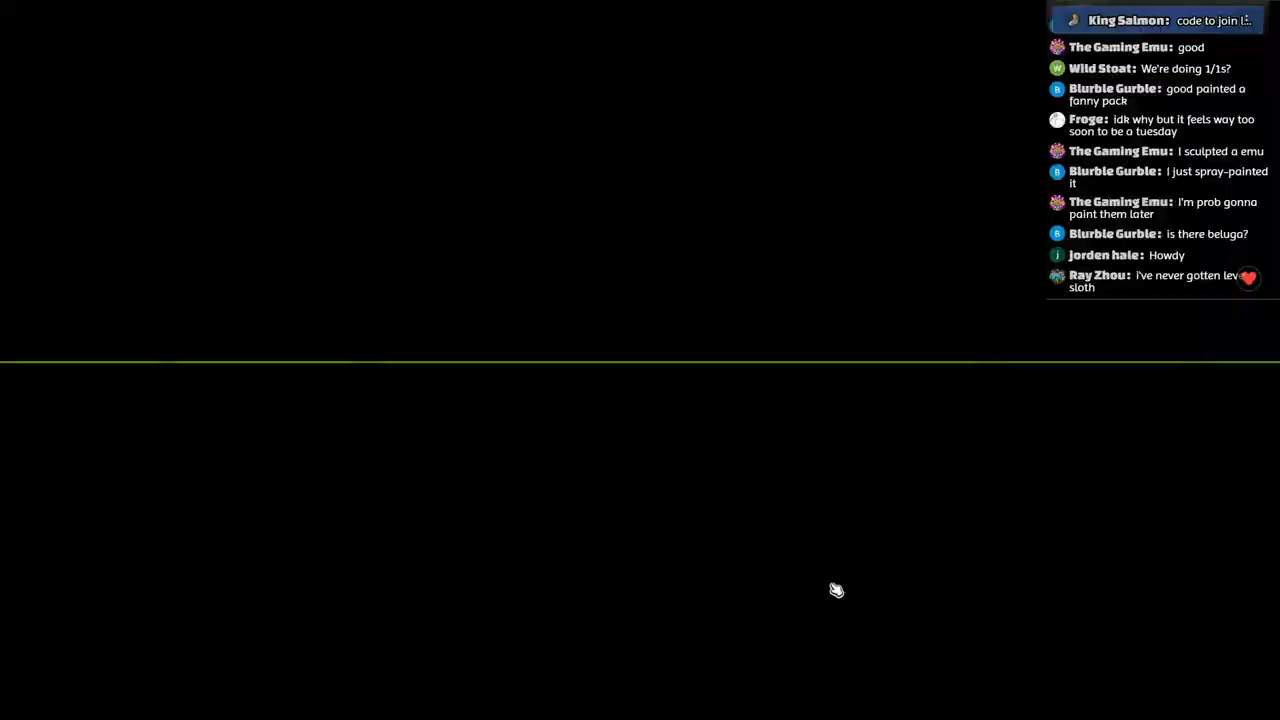 King Salmon: code to join l...
The Gaming Emu: good
W Wild Stoat: We're doing 1/1s?
B Blurble Gurble: good painted a
fanny pack
Froge: idk why but it feels way too
soon to be a tuesday
The Gaming Emu: I sculpted a emu
B Blurble Gurble: I just spray-painted
it
The Gaming Emu: I'm prob gonna
paint them later
B Blurble Gurble: is there beluga?
j jorden hale: Howdy
Ray Zhou: i've never gotten
sloth